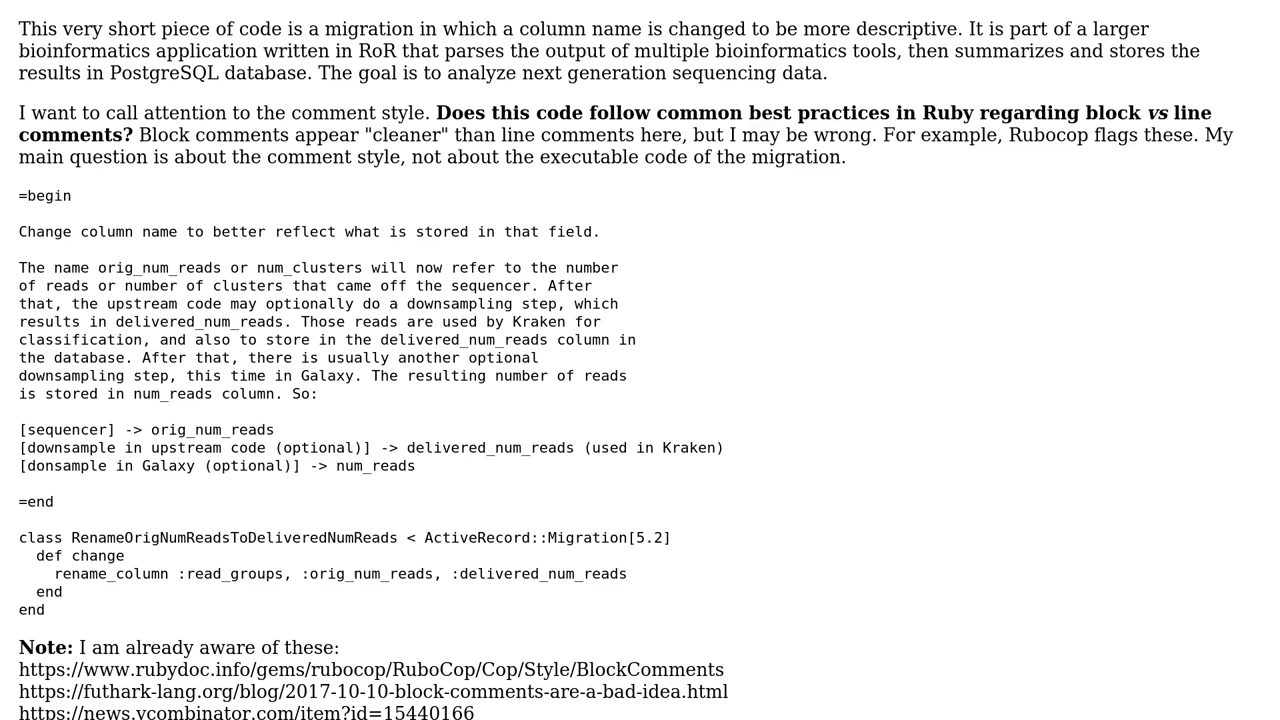 This very short piece of code is a migration in which a column name is changed to be more descriptive. It is part of a larger
bioinformatics application written in RoR that parses the output of multiple bioinformatics tools, then summarizes and stores the
results in PostgreSQL database. The goal is to analyze next generation sequencing data.
I want to call attention to the comment style. Does this code follow common best practices in Ruby regarding block vs line
comments? Block comments appear "cleaner" than line comments here, but I may be wrong. For example, Rubocop flags these. My
main question is about the comment style, not about the executable code of the migration.
=begin
Change column name to better reflect what is stored in that field.
The name orig_num_reads or num_clusters will now refer to the number
of reads or number of clusters that came off the sequencer. After
that, the upstream code may optionally do a downsampling step, which
results in delivered_num_reads. Those reads are used by Kraken for
classification, and also to store in the delivered_num_reads column in
the database. After that, there is usually another optional
downsampling step, this time in Galaxy. The resulting number of reads
is stored in num_reads column. So:
[sequencer] -> orig_num_reads
[downsample in upstream code (optional)] -> delivered_num_reads (used in Kraken)
[donsample in Galaxy (optional)] -> num_reads
=end
class RenameOrigNumReadsToDeliveredNumReads < ActiveRecord::Migration[5.2]
  def change
    rename_column :read_groups, :orig_num_reads, :delivered_num_reads
  end
end
Note: I am already aware of these:
https://www.rubydoc.info/gems/rubocop/RuboCop/Cop/Style/BlockComments
https://futhark-lang.org/blog/2017-10-10-block-comments-are-a-bad-idea.html
https://news.ycombinator.com/item?id=15440166